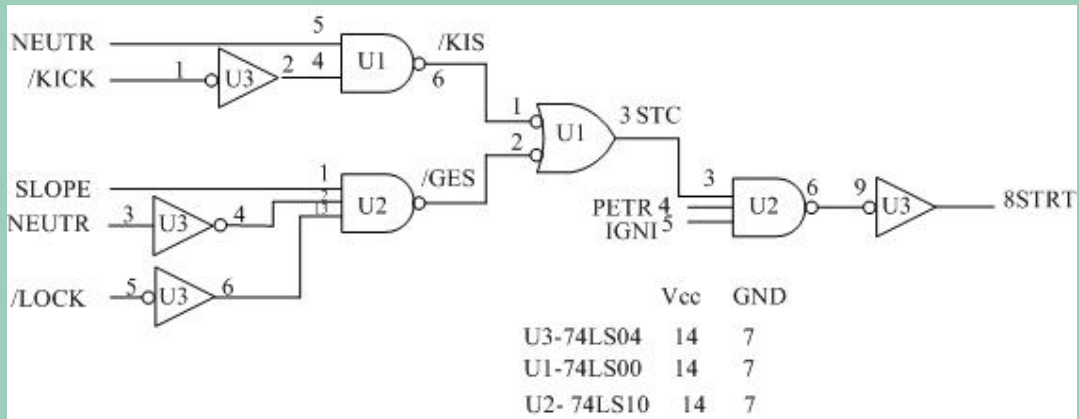 NEUTR 5 U1 /KIS
/KICK 1 U3 2 4 6
1 U1 3 STC
2
SLOPE 1 U2 /GES
NEUTR 3 U3 4 2
13
/LOCK 5 U3 6
3 U2 6 9 U3 8STRT
PETR 4
IGNI 5
Vcc GND
U3-74LS04 14 7
U1-74LS00 14 7
U2- 74LS10 14 7